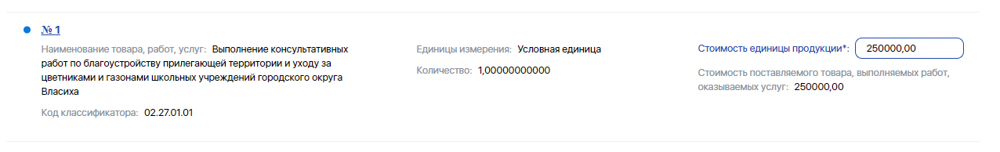 № 1
Наименование товара, работ, услуг: Выполнение консультативных
работ по благоустройству прилегающей территории и уходу за
цветниками и газонами школьных учреждений городского округа
Власиха
Код классификатора: 02.27.01.01
Единицы измерения: Условная единица
Количество: 1,00000000000
Стоимость единицы продукции*: 250000,00
Стоимость поставляемого товара, выполняемых работ,
оказываемых услуг: 250000,00